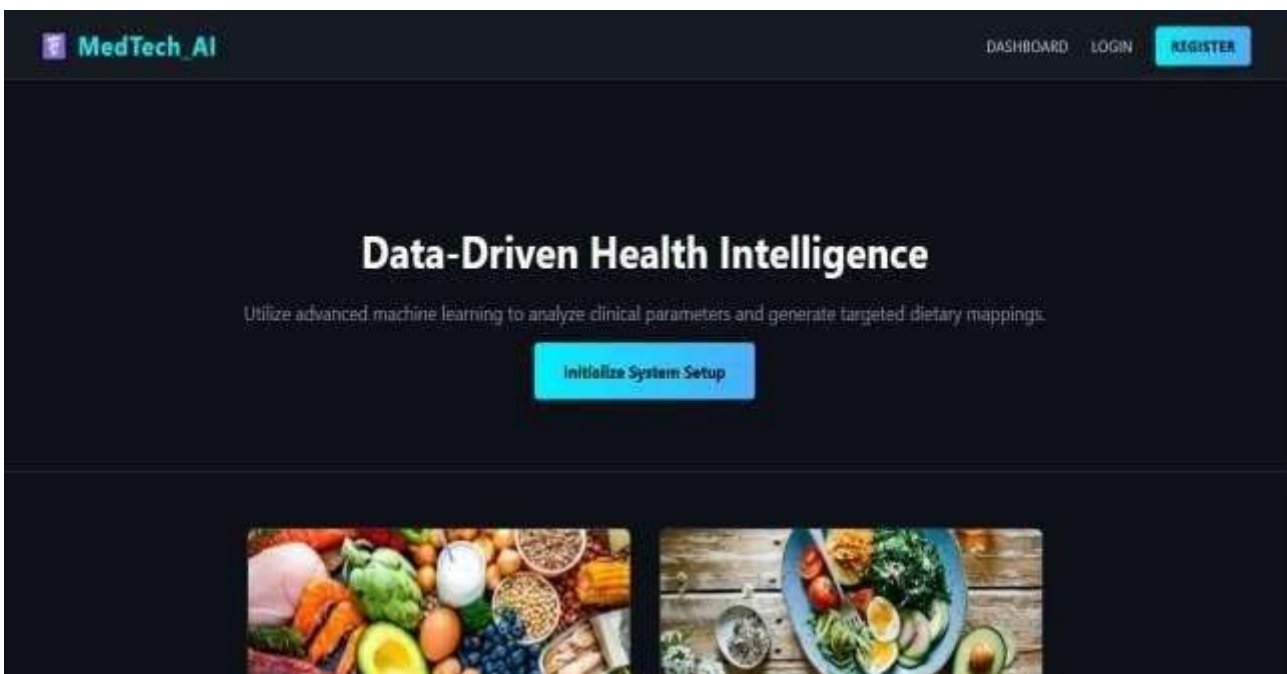 MedTech_AI
DASHBOARD LOGIN REGISTER
Data-Driven Health Intelligence
Utilize advanced machine learning to analyze clinical parameters and generate targeted dietary mappings.
Initialize System Setup